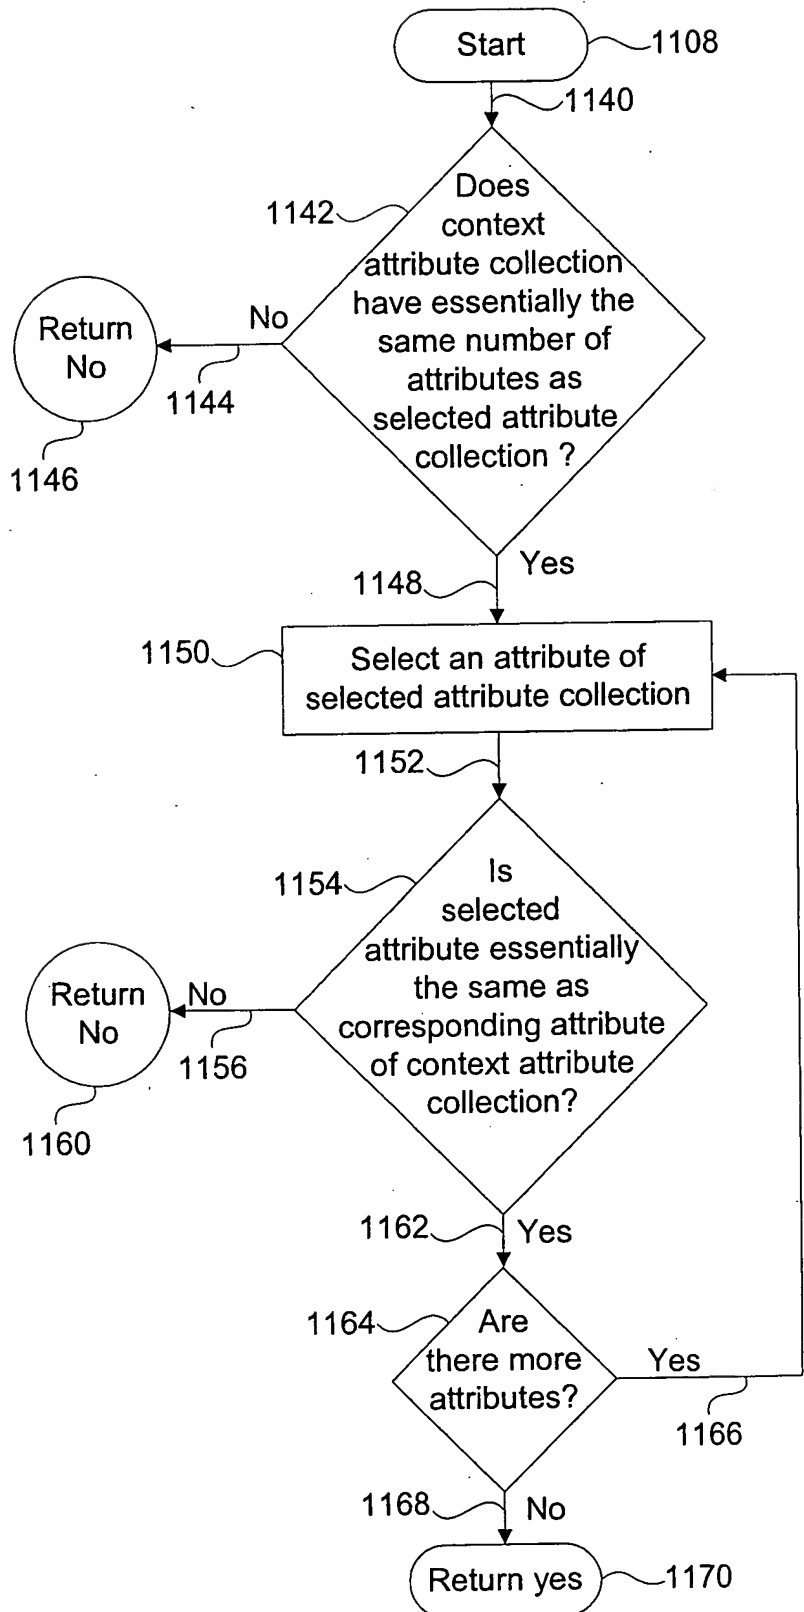 Start
1108
1140
1142
Does
context
attribute collection
have essentially the
same number of
attributes as
selected attribute
collection ?
No
Return
No
1144
1146
Yes
1148
1150
Select an attribute of
selected attribute collection
1152
1154
Is
selected
attribute essentially
the same as
corresponding attribute
of context attribute
collection?
No
Return
No
1156
1160
1162
Yes
1164
Are
there more
attributes?
Yes
1166
1168
No
Return yes
1170